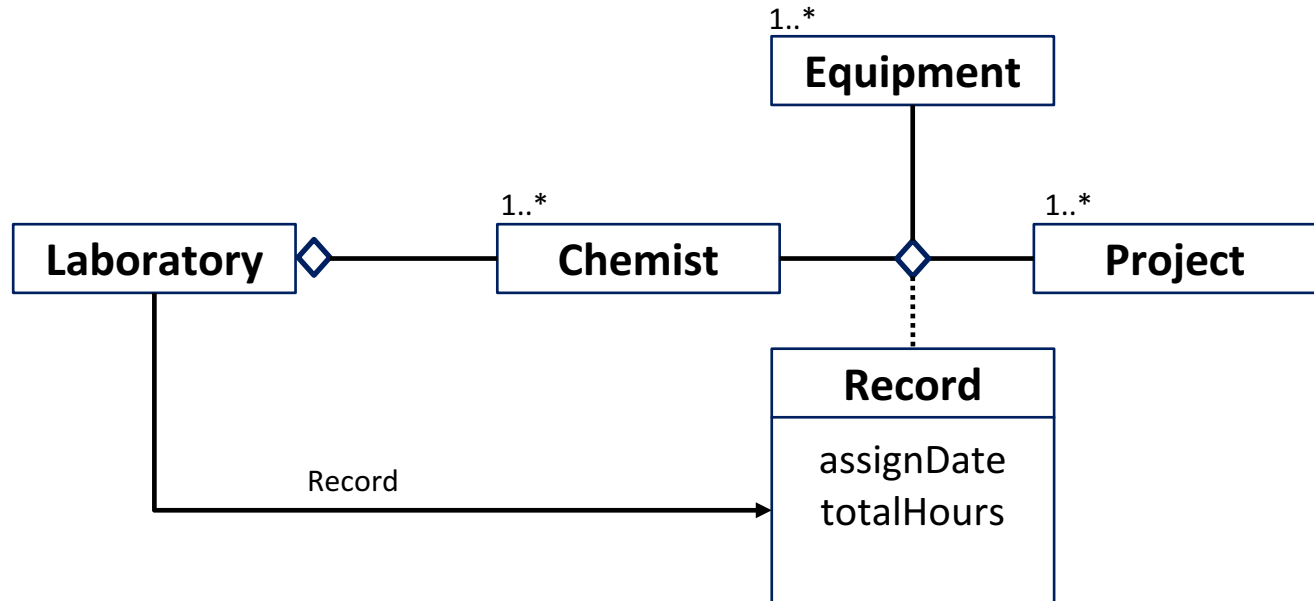 1..*
Equipment
1..*
1..*
Laboratory
Chemist
Project
Record
assignDate
totalHours
Record